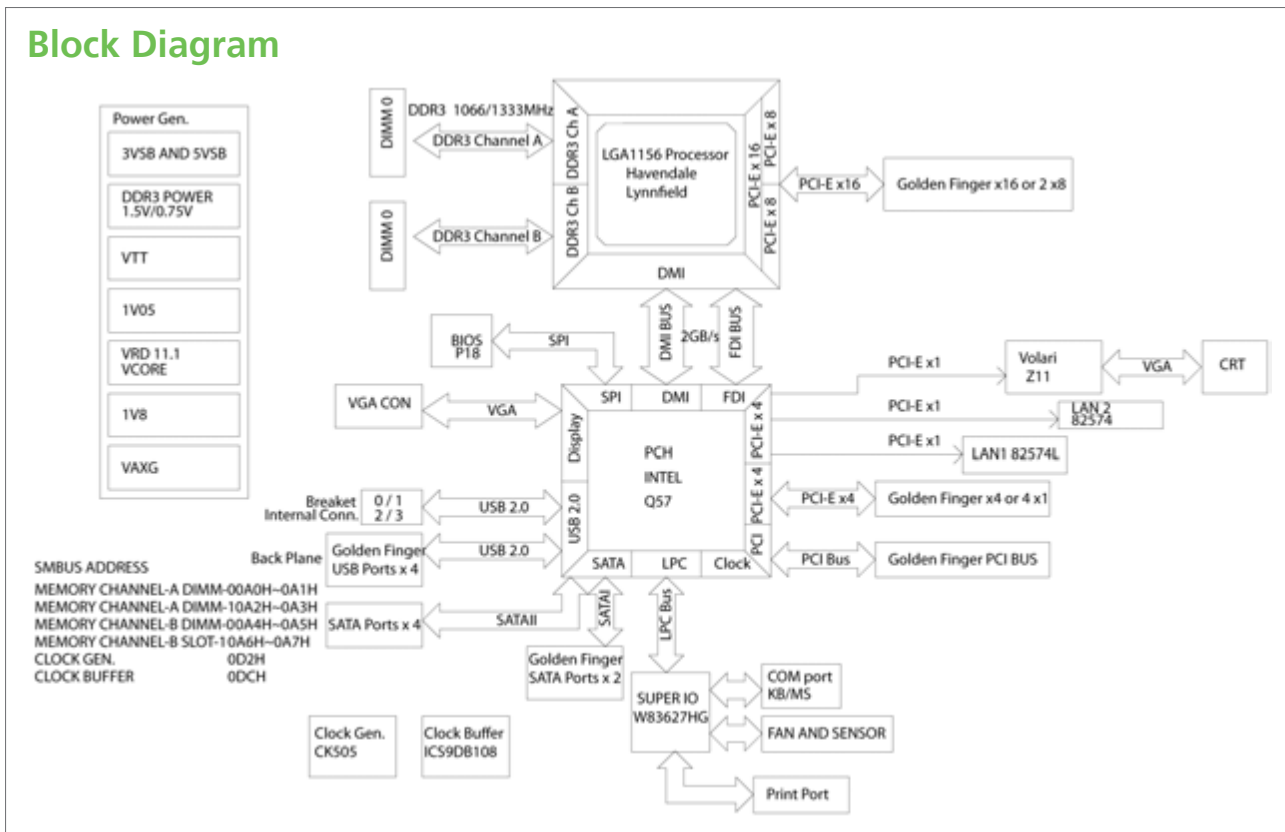 Block Diagram
Power Gen.
3VSB AND 5VSB
DDR3 POWER
1.5V/0.75V
VTT
1V05
VRD 11.1
VCORE
1V8
VAXG
DIMM 0
DDR3 1066/1333MHz
DDR3 Channel A
DDR3 Ch A
DIMM 0
DDR3 Channel B
DDR3 Ch B
LGA1156 Processor
Havendale
Lynnfield
PCI-E x 16
PCI-E x 8
PCI-E x 8
DMI
PCI-E x16
Golden Finger x16 or 2 x8
DMI BUS
2GB/s
FDI BUS
BIOS
P18
SPI
VGA CON
VGA
SPI
DMI
FDI
Display
USB 2.0
PCH
INTEL
Q57
PCI-E x 4
PCI-E x 4
PCI
SATA
LPC
Clock
PCI-E x1
Volari
Z11
VGA
CRT
PCI-E x1
LAN 2
82574
PCI-E x1
LAN1 82574L
PCI-E x4
Golden Finger x4 or 4 x1
PCI Bus
Golden Finger PCI BUS
Breaket
Internal Conn.
0 / 1
2 / 3
USB 2.0
Back Plane
Golden Finger
USB Ports x 4
USB 2.0
SATA Ports x 4
SATAII
SATAI
Golden Finger
SATA Ports x 2
LPC Bus
SUPER IO
W83627HG
COM port
KB/MS
FAN AND SENSOR
Print Port
SMBUS ADDRESS
MEMORY CHANNEL-A DIMM-00A0H~0A1H
MEMORY CHANNEL-A DIMM-10A2H~0A3H
MEMORY CHANNEL-B DIMM-00A4H~0A5H
MEMORY CHANNEL-B SLOT-10A6H~0A7H
CLOCK GEN. 0D2H
CLOCK BUFFER 0DCH
Clock Gen.
CK505
Clock Buffer
ICS9DB108